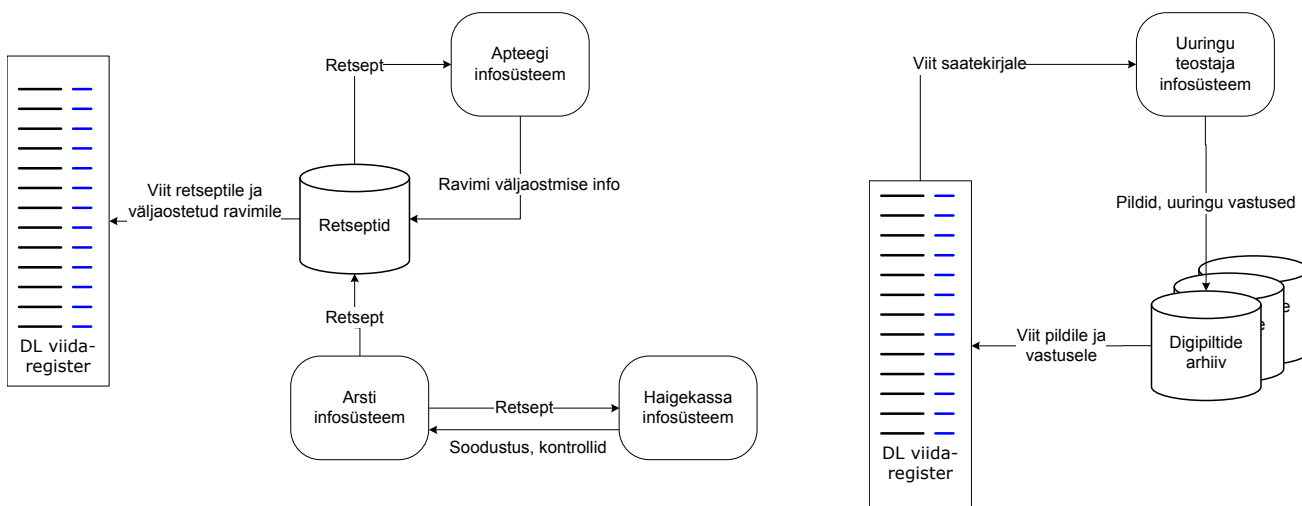 Apteegi
infosüsteem
Retsept
Ravimi väljaostmise info
Viit retseptile ja
väljaostetud ravimile
Retseptid
Retsept
DL viida-
register
Arsti
infosüsteem
Retsept
Haigekassa
infosüsteem
Soodustus, kontrollid
Uuringu
teostaja
infosüsteem
Viit saatekirjale
Pildid, uuringu vastused
Viit pildile ja
vastusele
Digipiltide
arhiiv
DL viida-
register